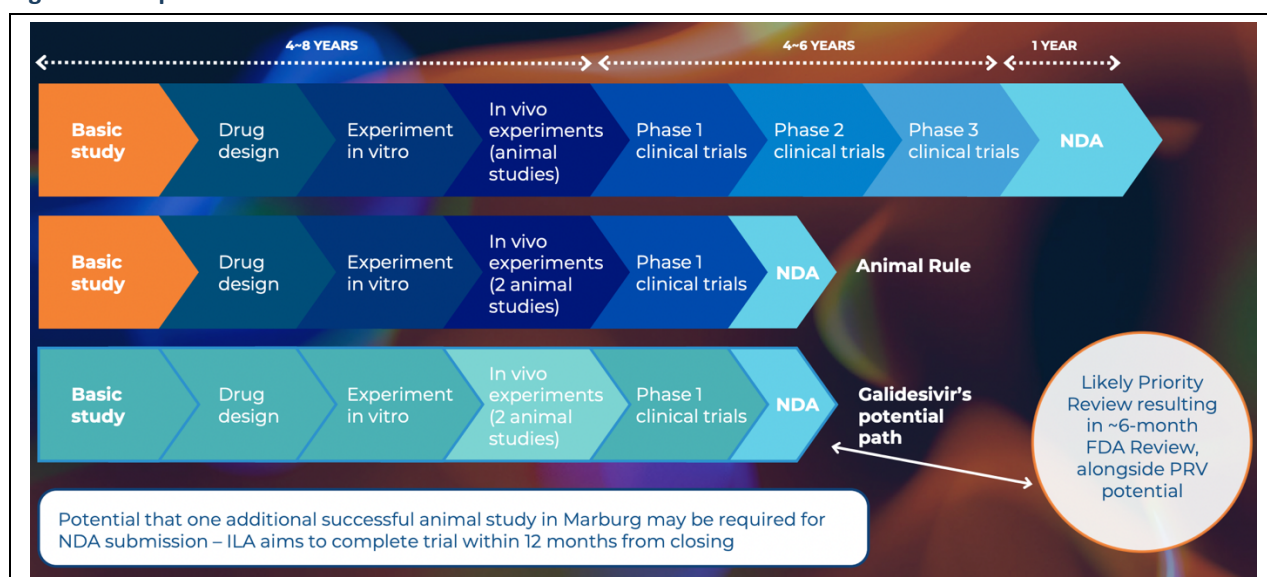 4~8 YEARS
4~6 YEARS
1 YEAR
Basic
study
Drug
design
Experiment
in vitro
In vivo
experiments
(animal
studies)
Phase 1
clinical trials
Phase 2
clinical trials
Phase 3
clinical trials
NDA
Basic
study
Drug
design
Experiment
in vitro
In vivo
experiments
(2 animal
studies)
Phase 1
clinical trials
NDA
Animal Rule
Basic
study
Drug
design
Experiment
in vitro
In vivo
experiments
(2 animal
studies)
Phase 1
clinical trials
NDA
Galidesivir’s
potential
path
Likely Priority
Review resulting
in ~6-month
FDA Review,
alongside PRV
potential
Potential that one additional successful animal study in Marburg may be required for
NDA submission – ILA aims to complete trial within 12 months from closing